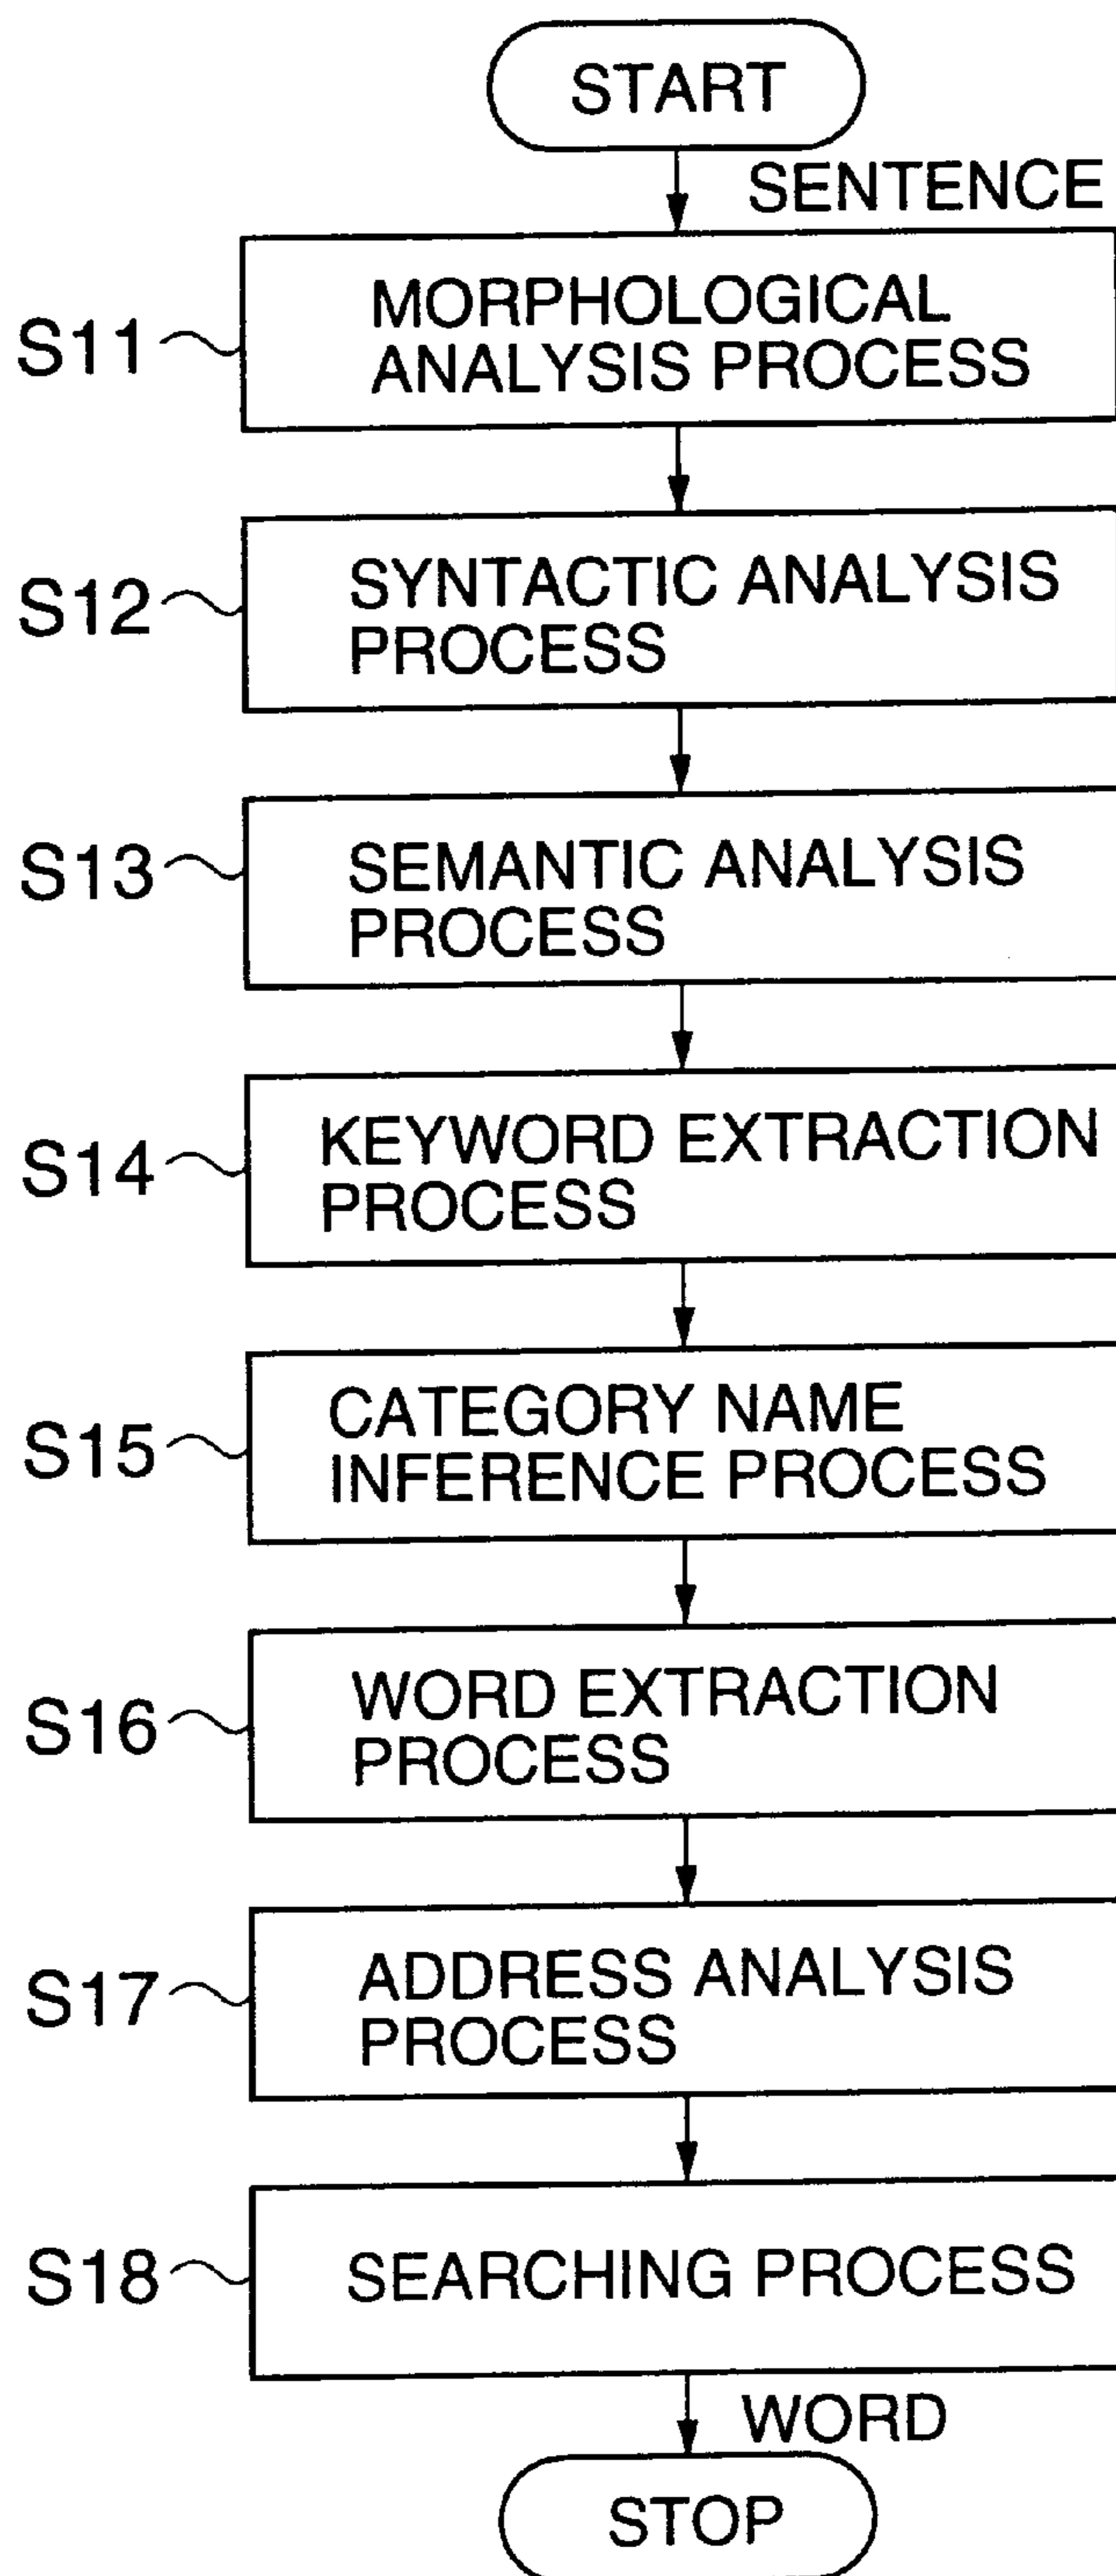 START
SENTENCE
S11
MORPHOLOGICAL
ANALYSIS PROCESS
S12
SYNTACTIC ANALYSIS
PROCESS
S13
SEMANTIC ANALYSIS
PROCESS
S14
KEYWORD EXTRACTION
PROCESS
S15
CATEGORY NAME
INFERENCE PROCESS
S16
WORD EXTRACTION
PROCESS
S17
ADDRESS ANALYSIS
PROCESS
S18
SEARCHING PROCESS
WORD
STOP